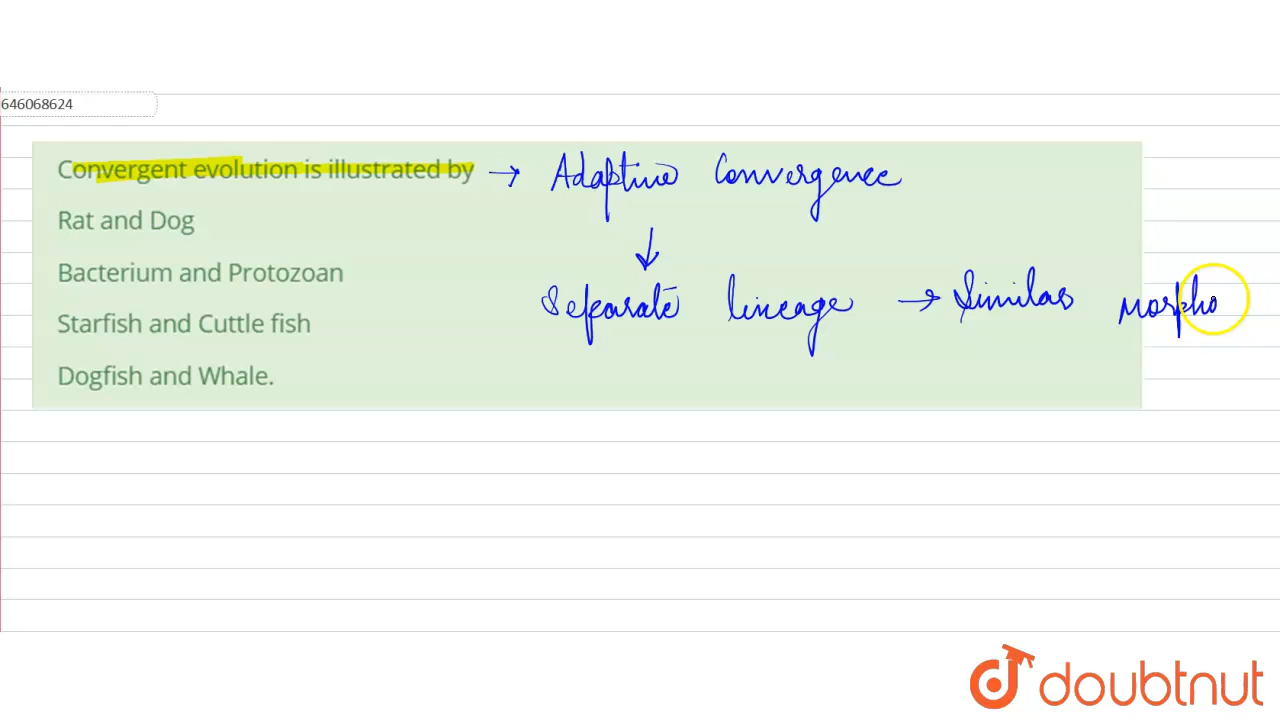 646068624
Convergent evolution is illustrated by → Adaptive Convergence
Rat and Dog
↓
Bacterium and Protozoan
Separate lineage → Similar Morpho
Starfish and Cuttle fish
Dogfish and Whale.
doubtnut